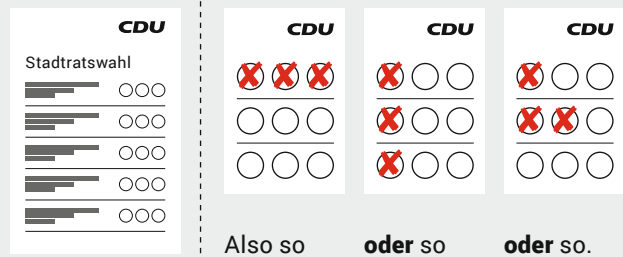 CDU
Stadtratswahl
CDU
CDU
CDU
Also so
oder so
oder so.